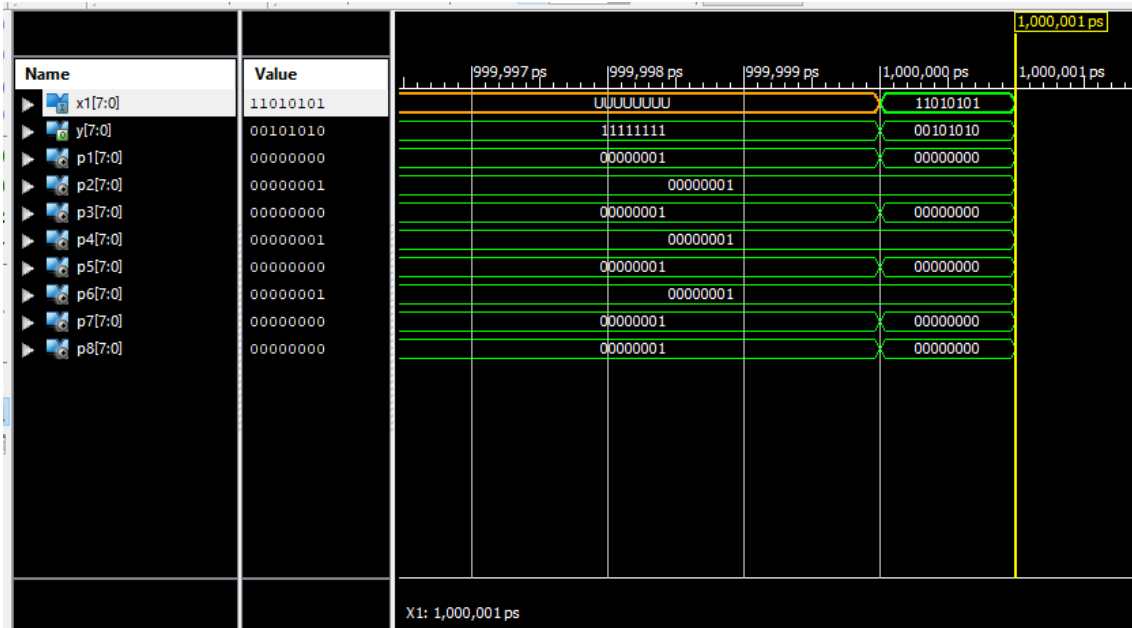 1,000,001 ps
Name Value 999,997 ps 999,998 ps 999,999 ps 1,000,000 ps 1,000,001 ps
x1[7:0] 11010101 UUUUUUUU 11010101
y[7:0] 00101010 11111111 00101010
p1[7:0] 00000000 00000001 00000000
p2[7:0] 00000001 00000001
p3[7:0] 00000000 00000001 00000000
p4[7:0] 00000001 00000001
p5[7:0] 00000000 00000001 00000000
p6[7:0] 00000001 00000001
p7[7:0] 00000000 00000001 00000000
p8[7:0] 00000000 00000001 00000000
X1: 1,000,001 ps